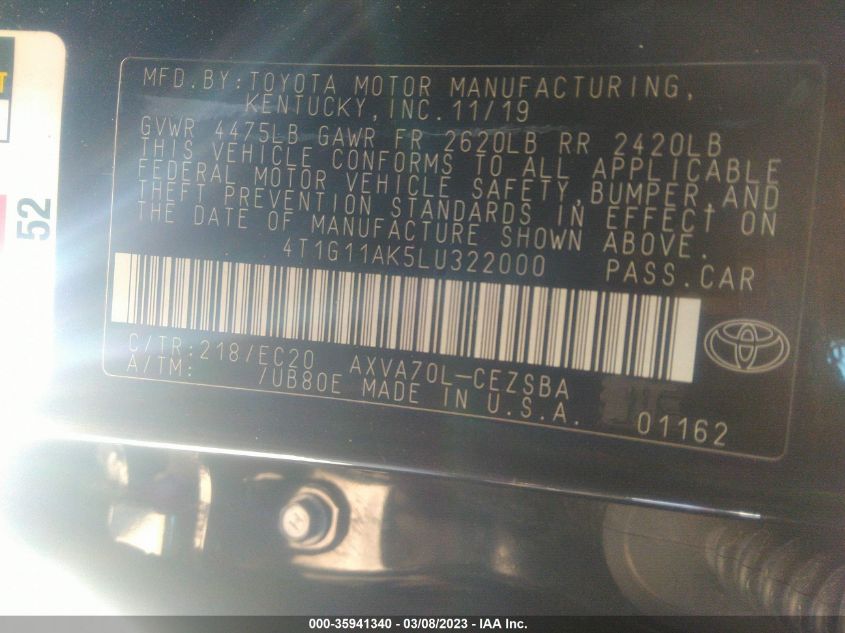 MFD.BY:TOYOTA MOTOR MANUFACTURING,
KENTUCKY,INC. 11/19
GVWR 4475LB GAWR FR 2620LB RR 2420LB
THIS VEHICLE CONFORMS TO ALL APPLICABLE
FEDERAL MOTOR VEHICLE SAFETY,BUMPER,AND
THEFT PREVENTION STANDARDS IN EFFECT ON
THE DATE OF MANUFACTURE SHOWN ABOVE.
4T1G11AK5LU322000 PASS.CAR
C/TR:218/EC20 AXVA70L-CEZSBA
A/TM: /UB80E MADE IN U.S.A.
01162
52
000-35941340 - 03/08/2023 - IAA Inc.